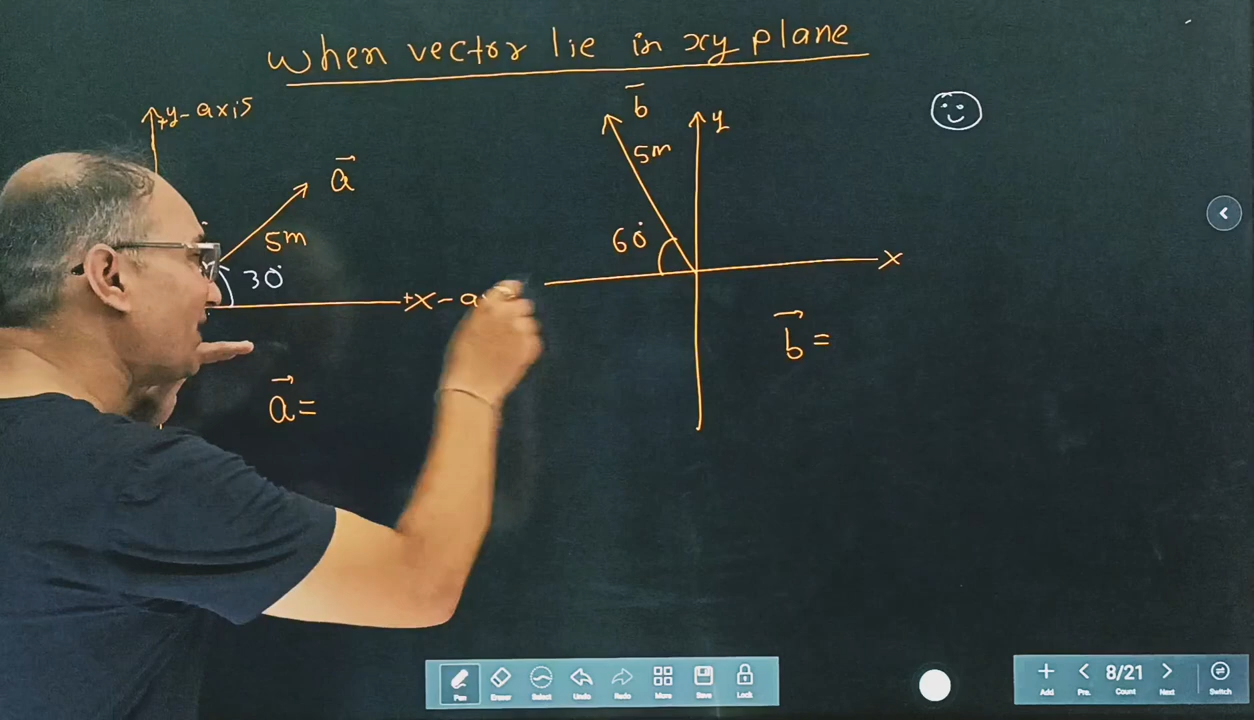 When vector lie in xy plane
+y-axis
a
5m
30°
+x-a
a=
b
y
5m
60°
x
b=
Pen
Eraser
Select
Undo
Redo
More
Save
Lock
Add
Pre.
8/21
Count
Next
Switch